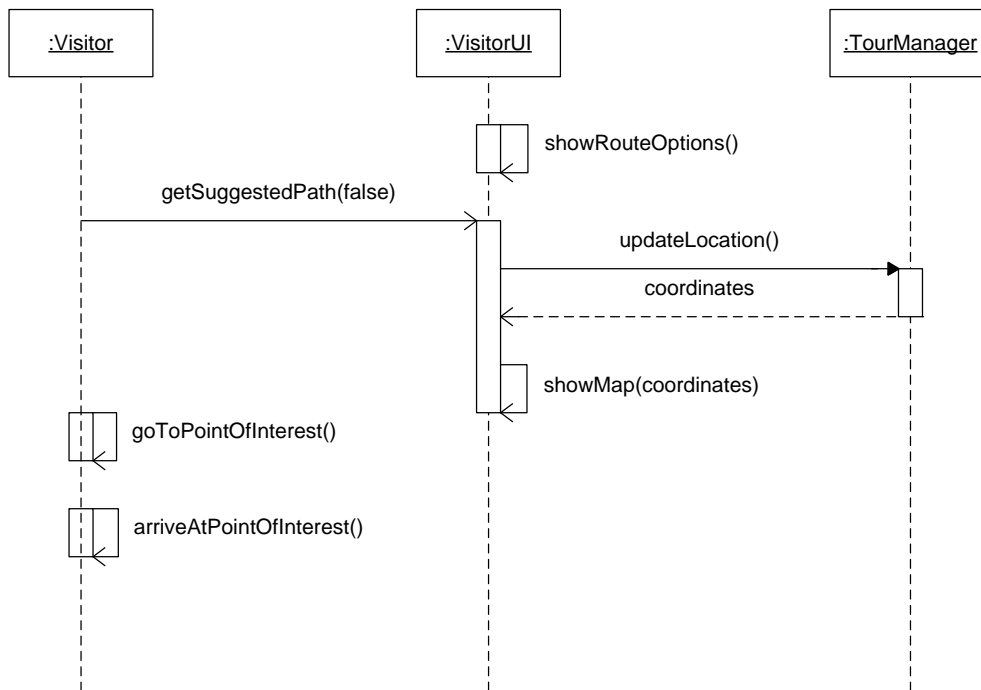 :Visitor
:VisitorUI
:TourManager
showRouteOptions()
getSuggestedPath(false)
updateLocation()
coordinates
showMap(coordinates)
goToPointOfInterest()
arriveAtPointOfInterest()